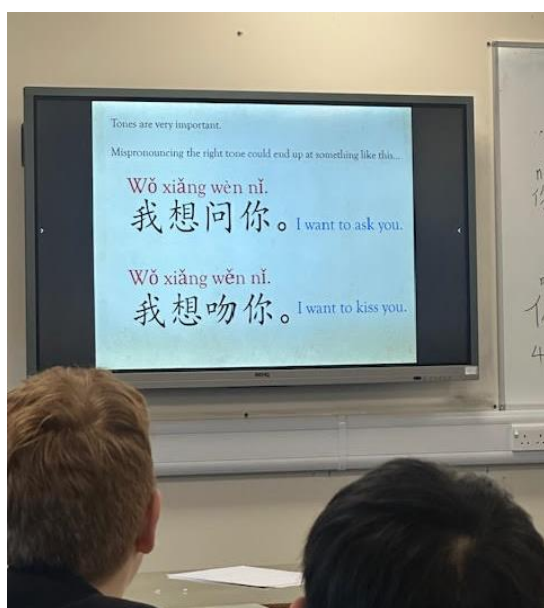 Tones are very important.
Mispronouncing the right tone could end up at something like this...
Wǒ xiǎng wèn nǐ.
我想问你。I want to ask you.
Wǒ xiǎng wěn nǐ.
我想吻你。I want to kiss you.
BENQ